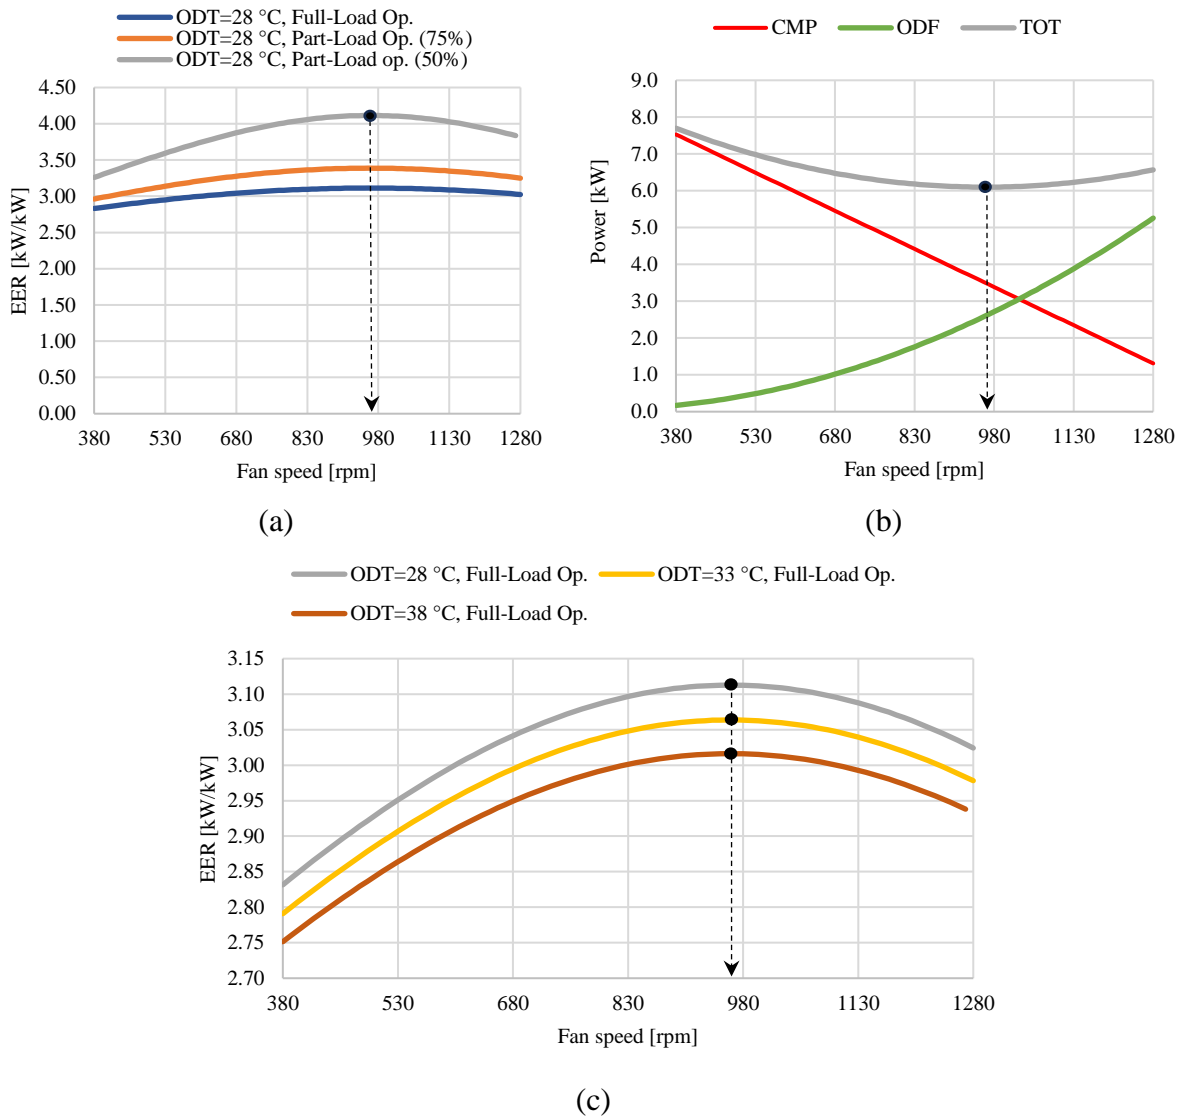 ODT=28 °C, Full-Load Op.
ODT=28 °C, Part-Load Op. (75%)
ODT=28 °C, Part-Load op. (50%)
4.50
4.00
3.50
3.00
2.50
2.00
1.50
1.00
0.50
0.00
EER [kW/kW]
380 530 680 830 980 1130 1280
Fan speed [rpm]
(a)
CMP ODF TOT
9.0
8.0
7.0
6.0
5.0
4.0
3.0
2.0
1.0
0.0
Power [kW]
380 530 680 830 980 1130 1280
Fan speed [rpm]
(b)
ODT=28 °C, Full-Load Op. ODT=33 °C, Full-Load Op.
ODT=38 °C, Full-Load Op.
3.15
3.10
3.05
3.00
2.95
2.90
2.85
2.80
2.75
2.70
EER [kW/kW]
380 530 680 830 980 1130 1280
Fan speed [rpm]
(c)